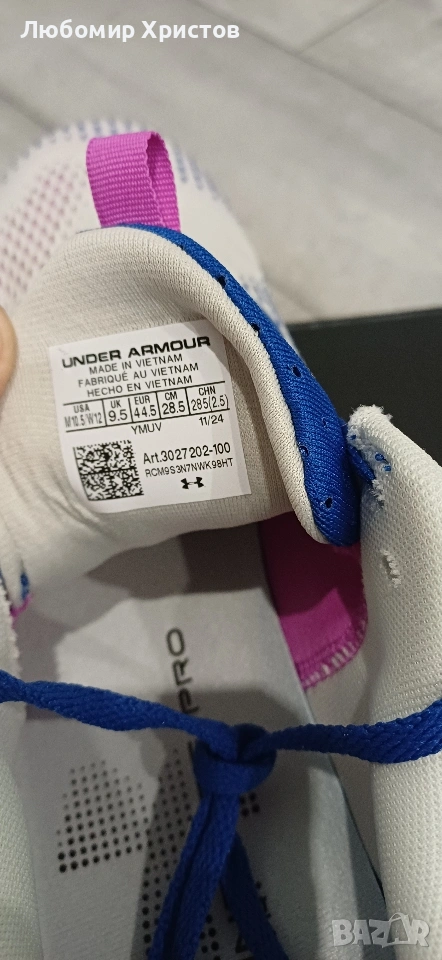 Любомир Христов
UNDER ARMOUR
MADE IN VIETNAM
FABRIQUÉ AU VIETNAM
HECHO EN VIETNAM
USA UK EUR CM CHN
M10.5/W12 9.5 44.5 28.5 285(2.5)
YMUV 11/24
Art.3027202-100
RCM9S3N7NWK98HT
PRO
BAZAR